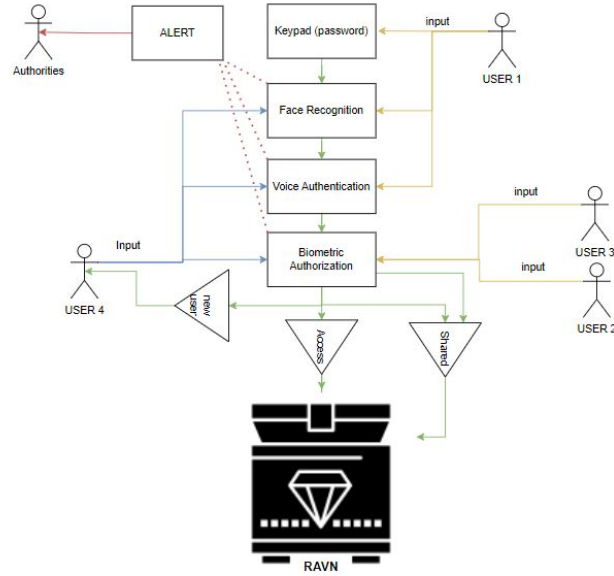 ALERT
Keypad (password)
input
Authorities
USER 1
Face Recognition
Voice Authentication
input
Input
Biometric
Authorization
input
USER 3
USER 4
new
user
Access
Shared
USER 2
RAVN